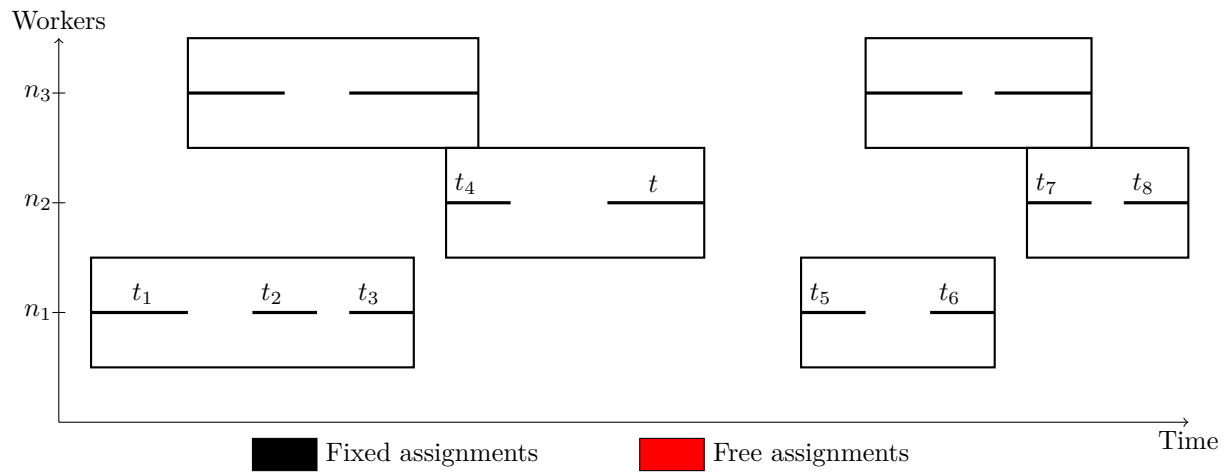 Workers
n₃
t₄ t t₇ t₈
n₂
t₁ t₂ t₃ t₅ t₆
n₁
Time
Fixed assignments Free assignments